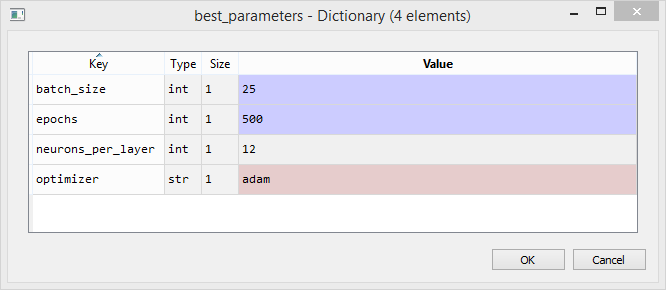 best_parameters - Dictionary (4 elements)
Key Type Size Value
batch_size int 1 25
epochs int 1 500
neurons_per_layer int 1 12
optimizer str 1 adam
OK Cancel